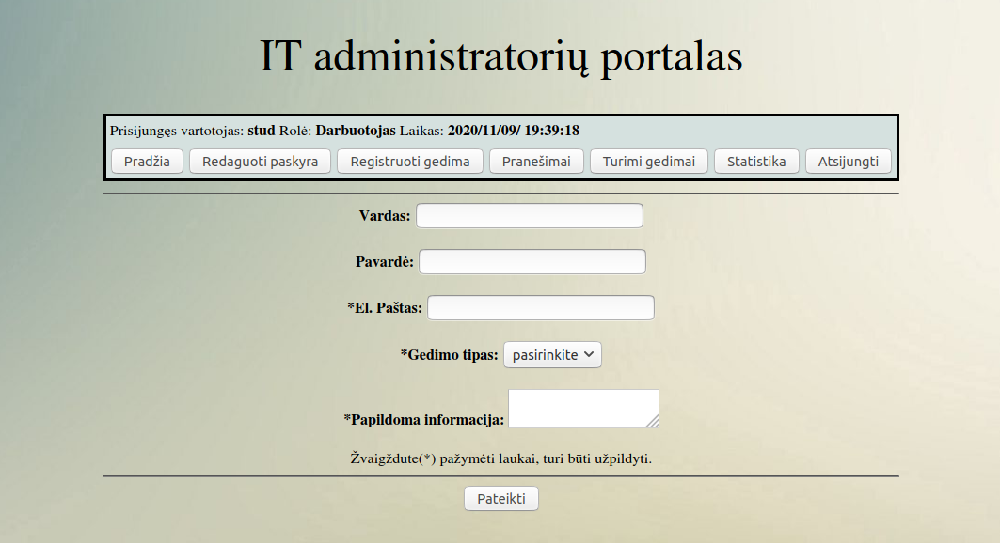 IT administratorių portalas
Prisijungęs vartotojas: stud Rolė: Darbuotojas Laikas: 2020/11/09/ 19:39:18
Pradžia Redaguoti paskyra Registruoti gedima Pranešimai Turimi gedimai Statistika Atsijungti
Vardas:
Pavardė:
*El. Paštas:
*Gedimo tipas: pasirinkite
*Papildoma informacija:
Žvaigždute(*) pažymėti laukai, turi būti užpildyti.
Pateikti